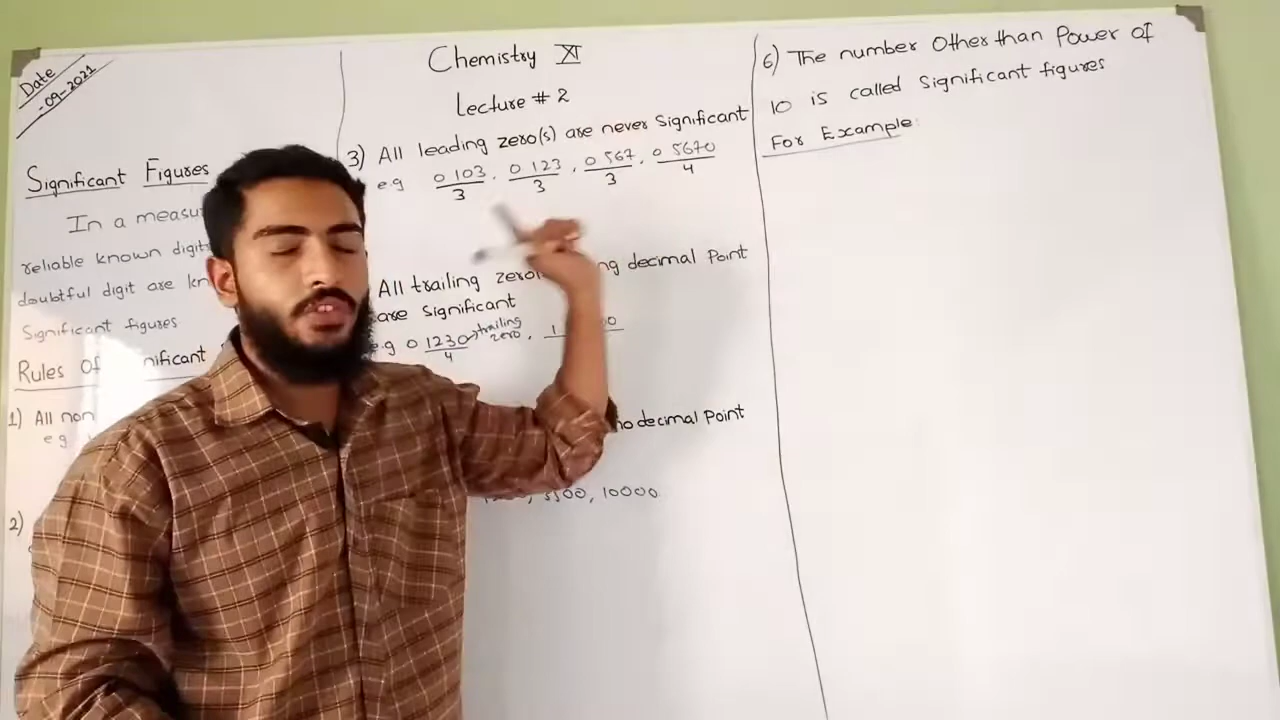 Date
-09-2021
Significant Figures
In a measu
reliable known digit
doubtful digit are kn
Significant figures
Rules Of nificant
1) All non
e.g
2)
Chemistry XI
Lecture # 2
3) All leading zero(s) are never Significant
e.g 0 103, 0 123, 0 567, 0 5670
3 3 3 4
All trailing zero ng decimal Point
are Significant
e.g 0 1230 trailing zero, 1 00
4
no decimal Point
5500, 10000
6) The number Other than Power of
10 is called Significant figures
For Example: